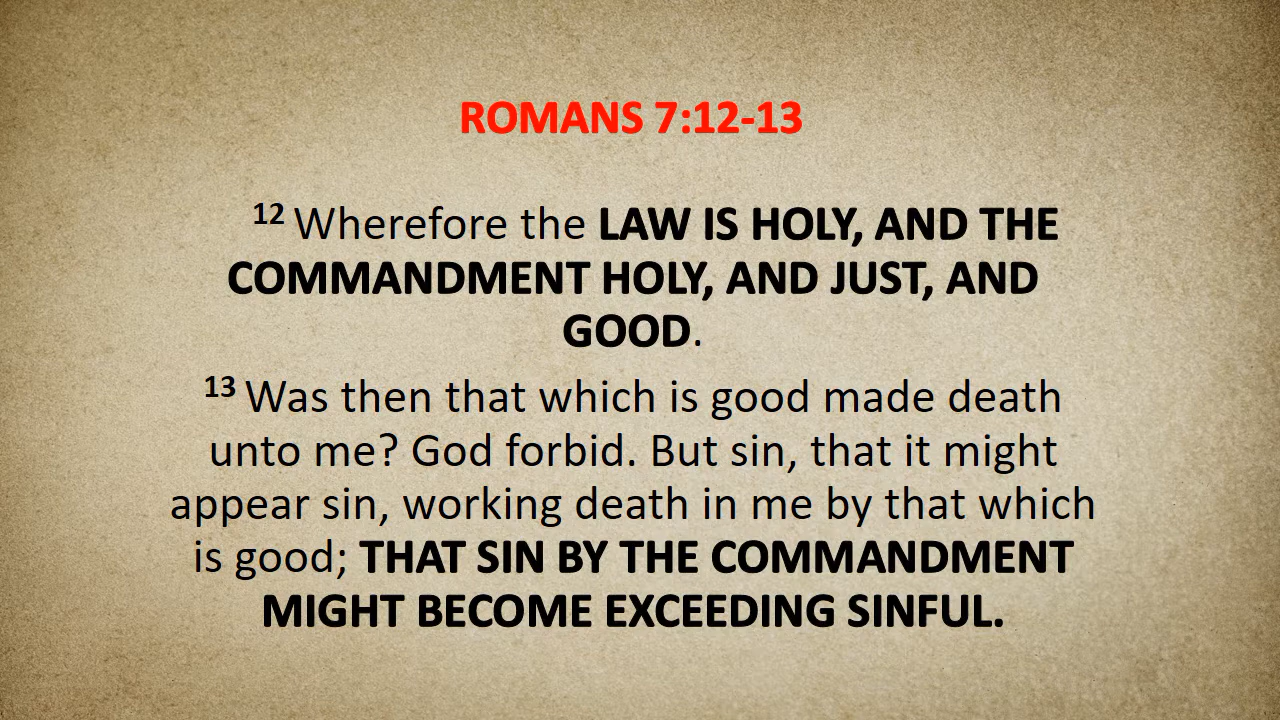 ROMANS 7:12-13
12 Wherefore the LAW IS HOLY, AND THE
COMMANDMENT HOLY, AND JUST, AND
GOOD.
13 Was then that which is good made death
unto me? God forbid. But sin, that it might
appear sin, working death in me by that which
is good; THAT SIN BY THE COMMANDMENT
MIGHT BECOME EXCEEDING SINFUL.